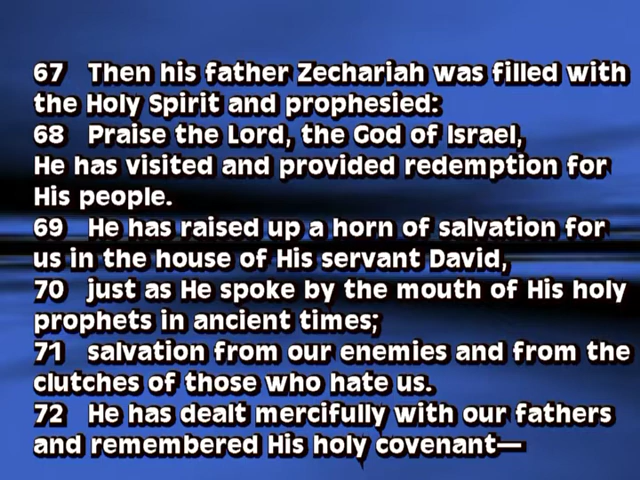 67 Then his father Zechariah was filled with
the Holy Spirit and prophesied:
68 Praise the Lord, the God of Israel,
He has visited and provided redemption for
His people.
69 He has raised up a horn of salvation for
us in the house of His servant David,
70 just as He spoke by the mouth of His holy
prophets in ancient times;
71 salvation from our enemies and from the
clutches of those who hate us.
72 He has dealt mercifully with our fathers
and remembered His holy covenant—